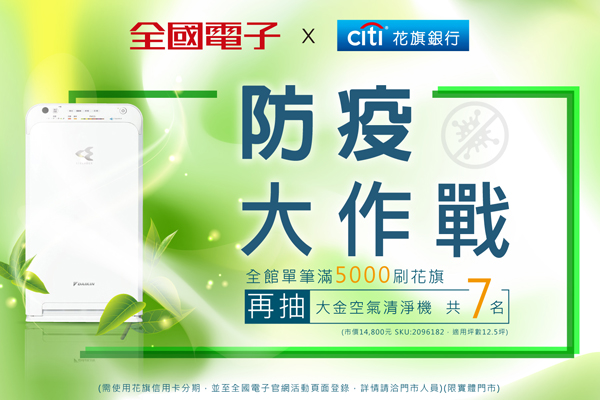 全國電子 X citi 花旗銀行
防疫
大作戰
全館單筆滿5000刷花旗
再抽 大金空氣清淨機 共7名
(市價14,800元 SKU:2096182,適用坪數12.5坪)
DAIKIN
(需使用花旗信用卡分期,並至全國電子官網活動頁面登錄,詳情請洽門市人員)(限實體門市)